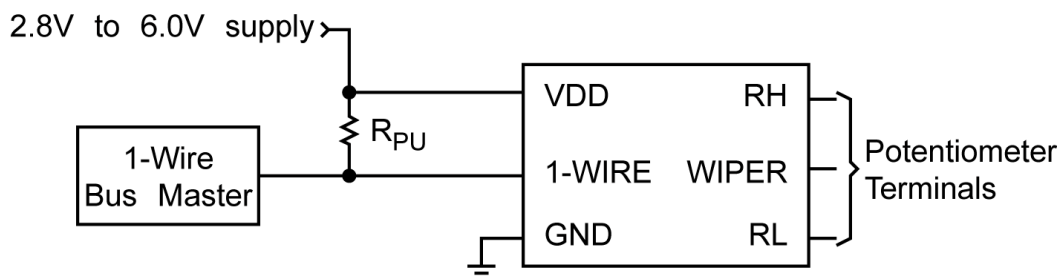 2.8V to 6.0V supply
VDD
RH
RPU
1-Wire
Bus Master
1-WIRE
WIPER
Potentiometer
Terminals
GND
RL